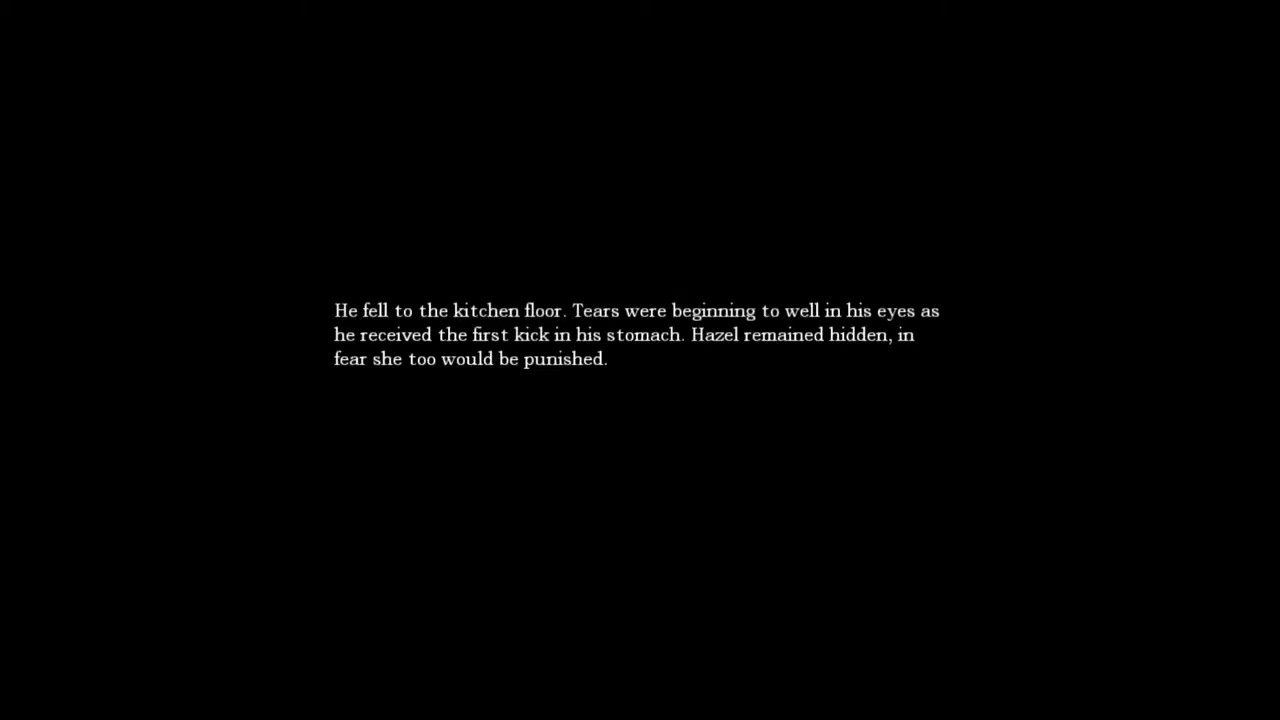 He fell to the kitchen floor. Tears were beginning to well in his eyes as
he received the first kick in his stomach. Hazel remained hidden, in
fear she too would be punished.